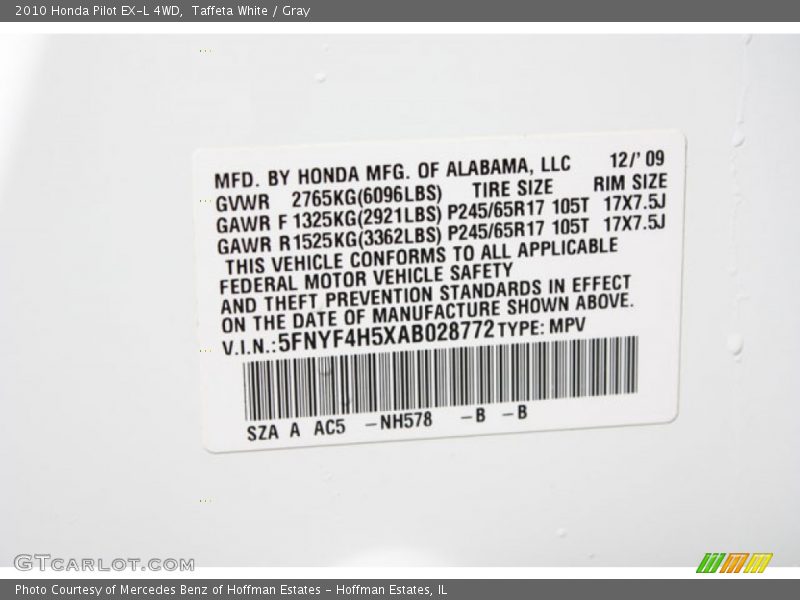 2010 Honda Pilot EX-L 4WD,  Taffeta White / Gray
MFD. BY HONDA MFG. OF ALABAMA, LLC 12/' 09
GVWR 2765KG(6096LBS) TIRE SIZE RIM SIZE
GAWR F 1325KG(2921LBS) P245/65R17 105T 17X7.5J
GAWR R 1525KG(3362LBS) P245/65R17 105T 17X7.5J
THIS VEHICLE CONFORMS TO ALL APPLICABLE
FEDERAL MOTOR VEHICLE SAFETY
AND THEFT PREVENTION STANDARDS IN EFFECT
ON THE DATE OF MANUFACTURE SHOWN ABOVE.
V.I.N.: 5FNYF4H5XAB028772 TYPE: MPV
SZA A AC5 -NH578 -B -B
GTCARLOT.COM
Photo Courtesy of Mercedes Benz of Hoffman Estates - Hoffman Estates, IL